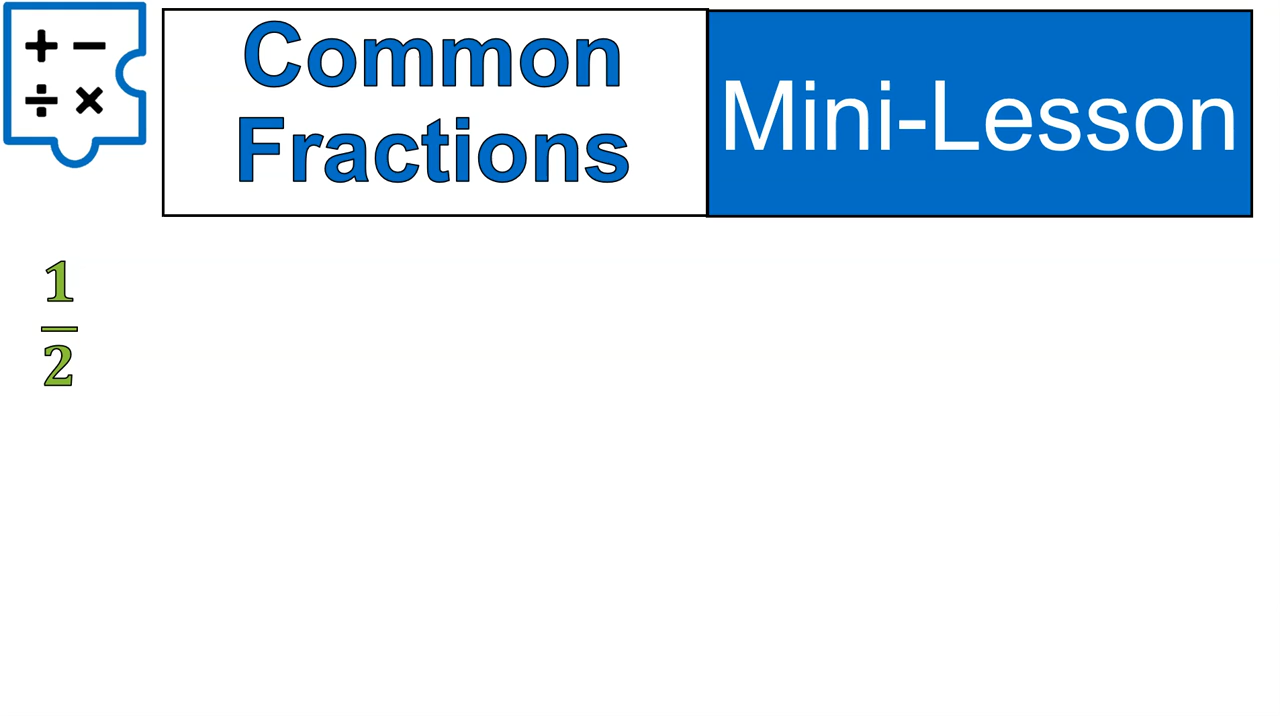 + −
÷ ×
Common
Fractions
Mini-Lesson
1
2